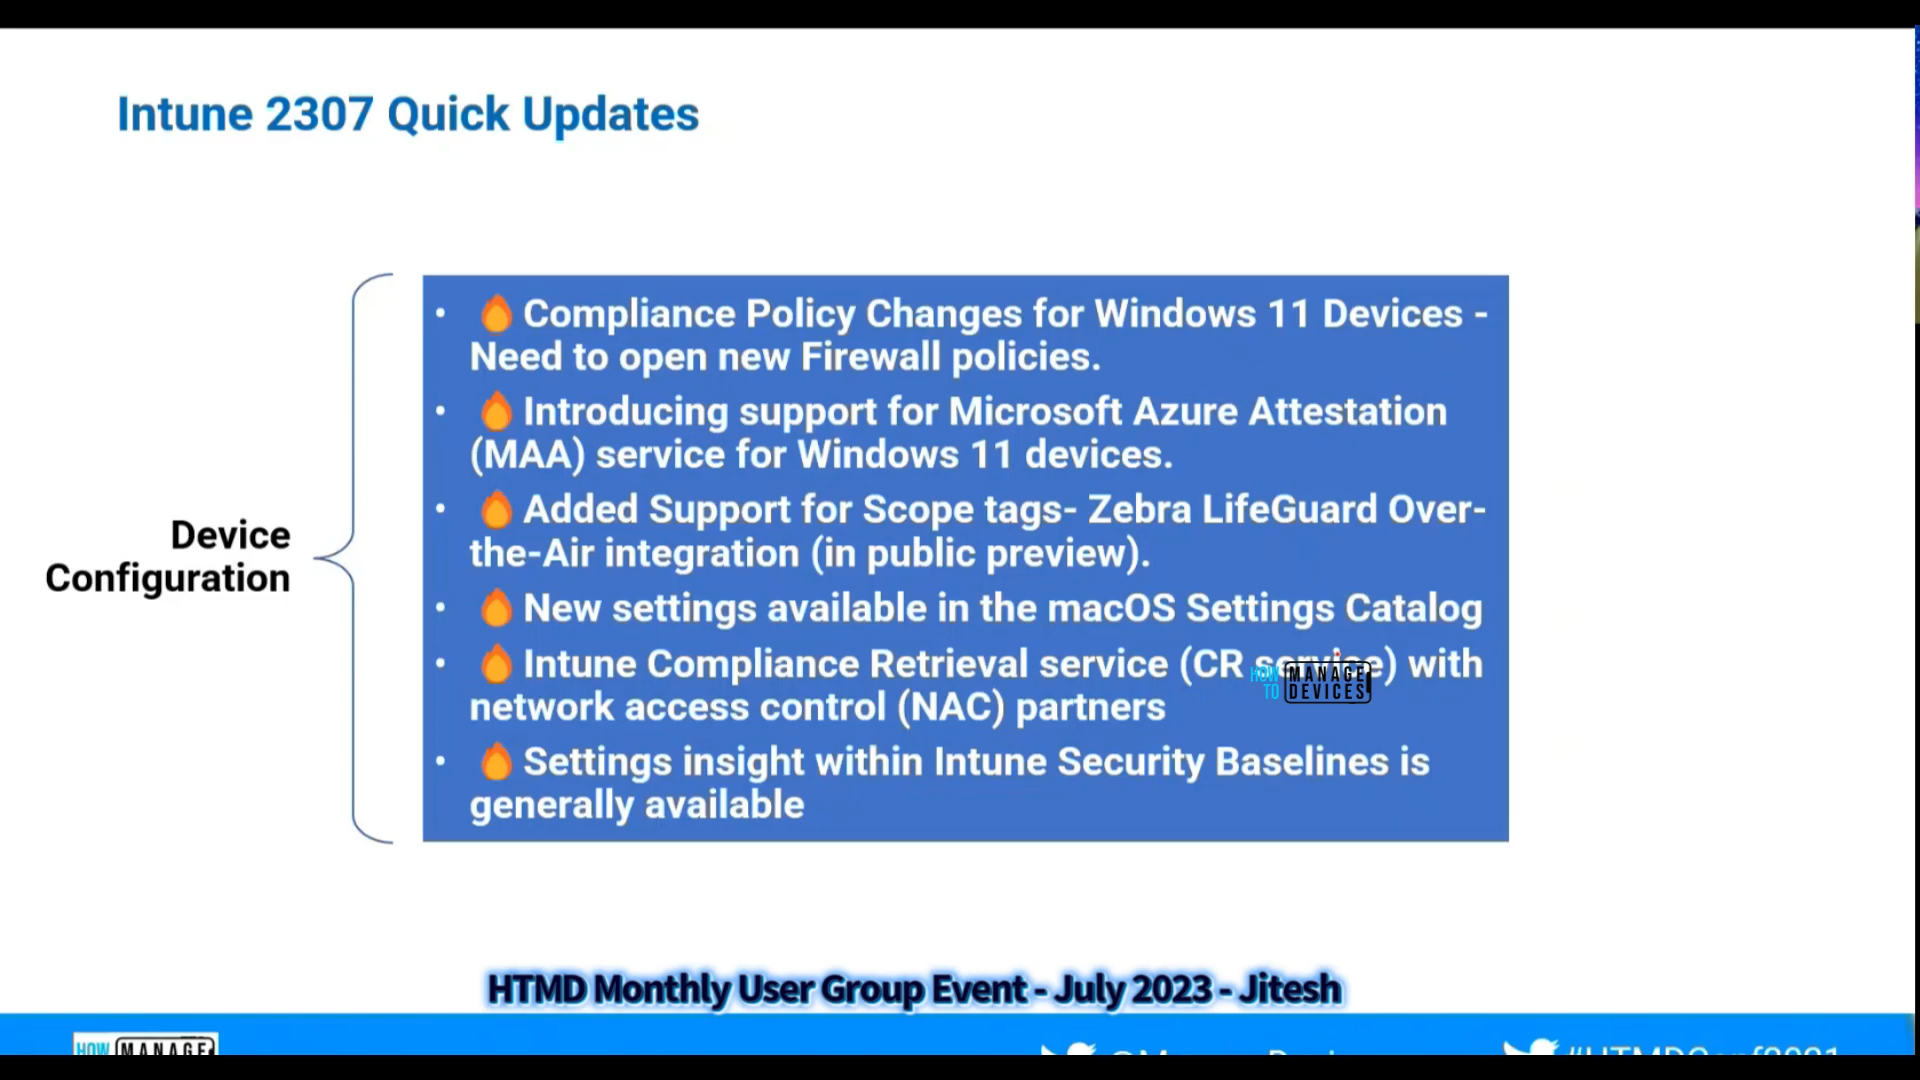 Intune 2307 Quick Updates
Device
Configuration
• 🔥 Compliance Policy Changes for Windows 11 Devices -
Need to open new Firewall policies.
• 🔥 Introducing support for Microsoft Azure Attestation
(MAA) service for Windows 11 devices.
• 🔥 Added Support for Scope tags- Zebra LifeGuard Over-
the-Air integration (in public preview).
• 🔥 New settings available in the macOS Settings Catalog
• 🔥 Intune Compliance Retrieval service (CR service) with
network access control (NAC) partners
• 🔥 Settings insight within Intune Security Baselines is
generally available
HOW MANAGE
TO DEVICES
HTMD Monthly User Group Event - July 2023 - Jitesh
HOW MANAGE